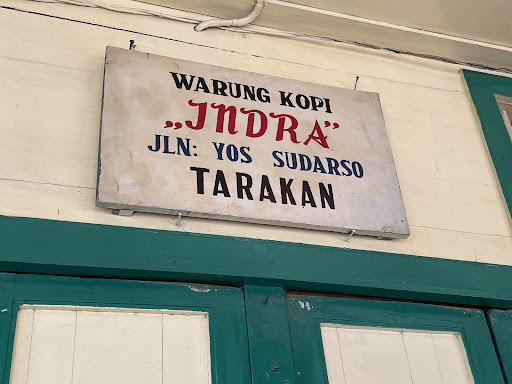 WARUNG KOPI
„INDRA”
JLN: YOS SUDARSO
TARAKAN